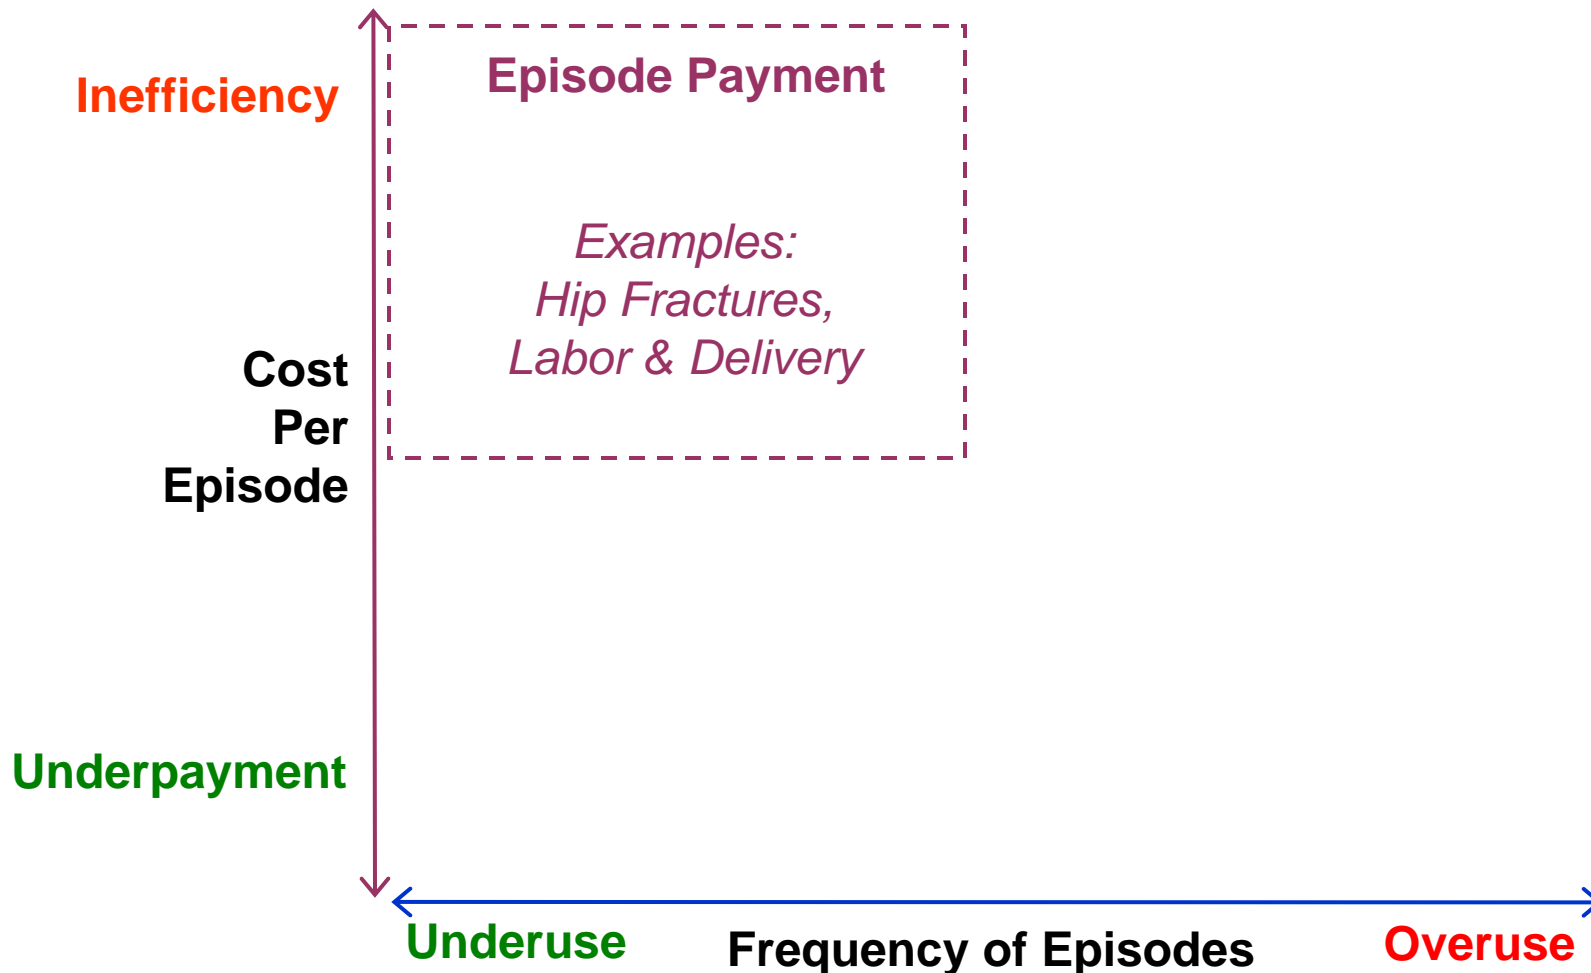 Inefficiency
Episode Payment
Examples:
Hip Fractures,
Labor & Delivery
Cost
Per
Episode
Underpayment
Underuse
Frequency of Episodes
Overuse